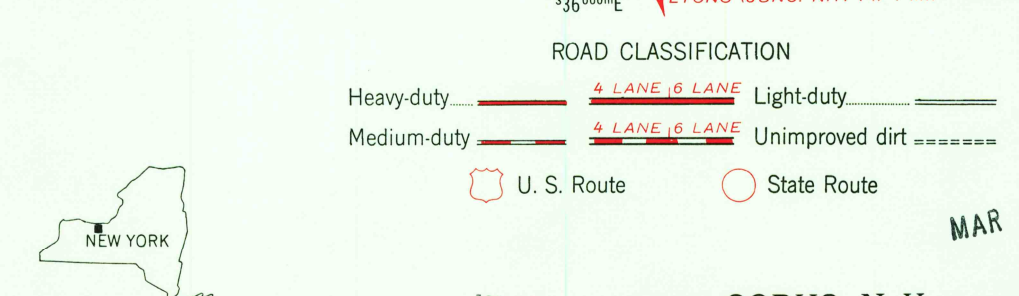 ROAD CLASSIFICATION
4 LANE 6 LANE
Heavy-duty Light-duty
4 LANE 6 LANE
Medium-duty Unimproved dirt
U. S. Route State Route
MAR
NEW YORK